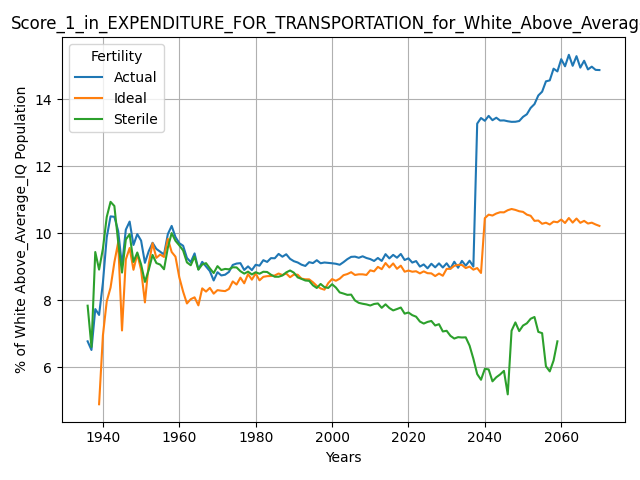 Score_1_in_EXPENDITURE_FOR_TRANSPORTATION_for_White_Above_Averag
Fertility
Actual
Ideal
Sterile
% of White Above_Average_IQ Population
14
12
10
8
6
1940 1960 1980 2000 2020 2040 2060
Years